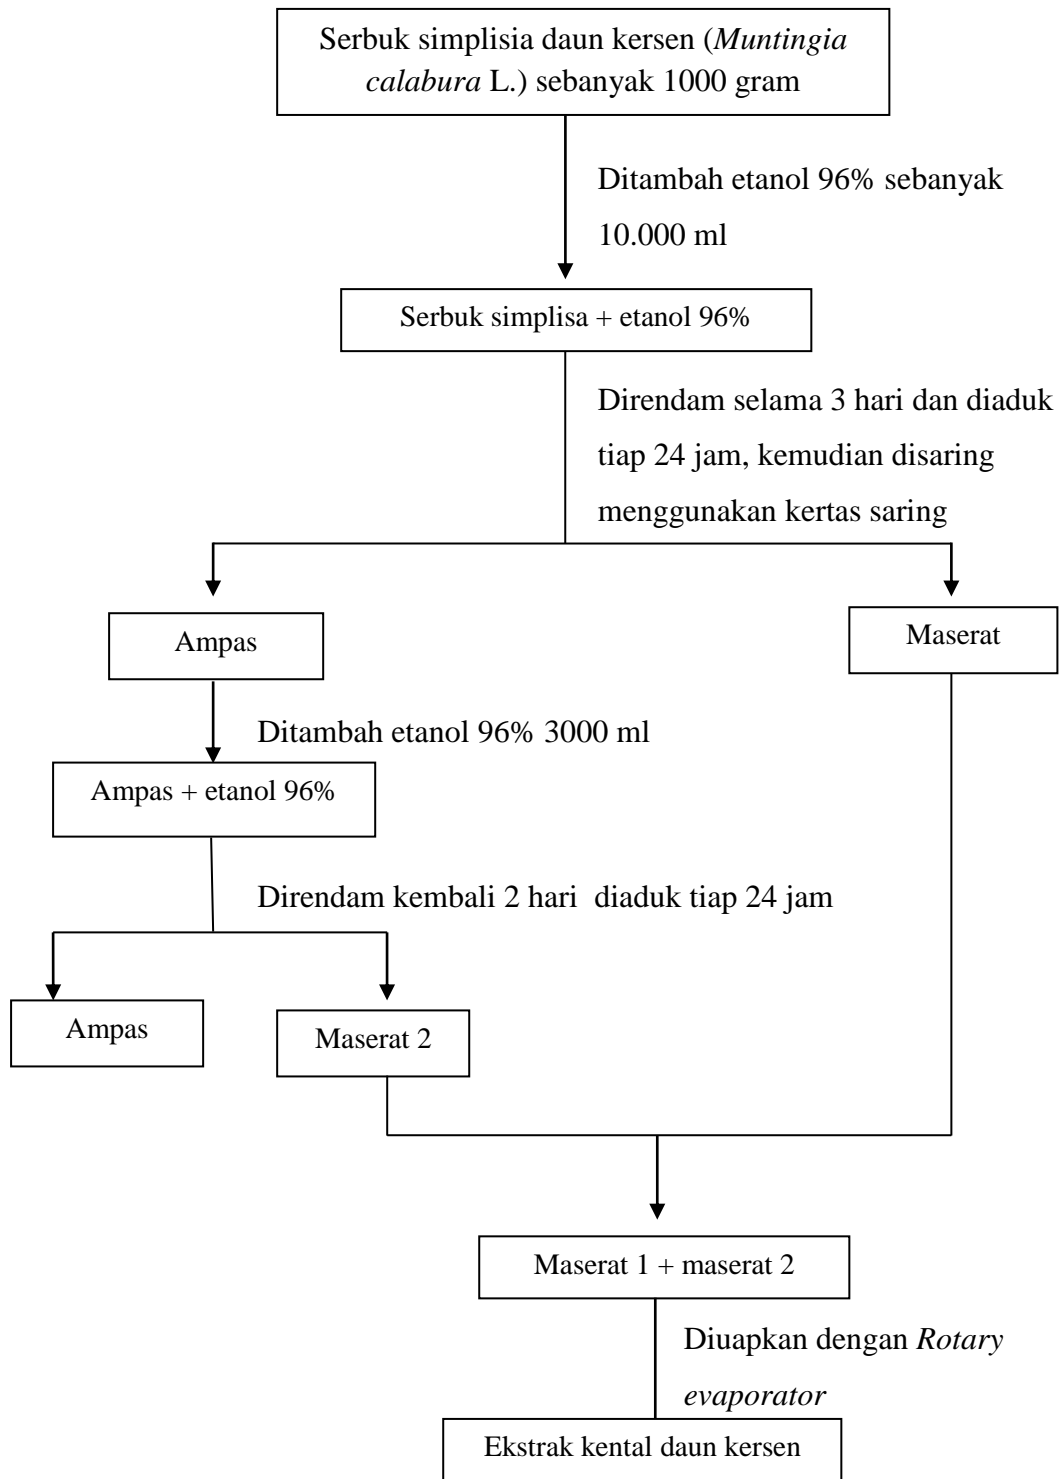 Serbuk simplisia daun kersen (Muntingia
calabura L.) sebanyak 1000 gram
Ditambah etanol 96% sebanyak
10.000 ml
Serbuk simplisa + etanol 96%
Direndam selama 3 hari dan diaduk
tiap 24 jam, kemudian disaring
menggunakan kertas saring
Ampas
Maserat
Ditambah etanol 96% 3000 ml
Ampas + etanol 96%
Direndam kembali 2 hari  diaduk tiap 24 jam
Ampas
Maserat 2
Maserat 1 + maserat 2
Diuapkan dengan Rotary
evaporator
Ekstrak kental daun kersen